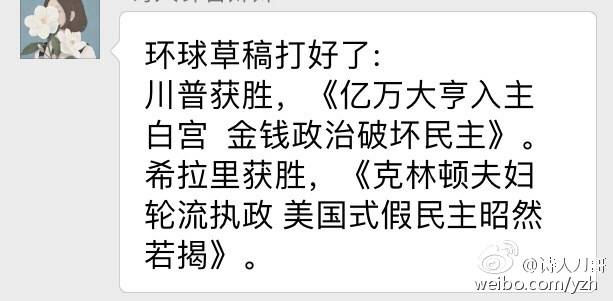 环球草稿打好了:
川普获胜，《亿万大亨入主
白宫 金钱政治破坏民主》。
希拉里获胜，《克林顿夫妇
轮流执政 美国式假民主昭然
若揭》。
@诗人刀哥
weibo.com/yzh